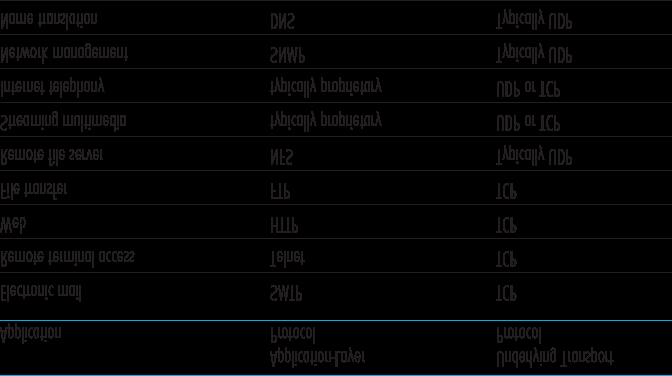 Application Application-Layer Protocol Underlying Transport Protocol
Electronic mail SMTP TCP
Remote terminal access Telnet TCP
Web HTTP TCP
File transfer FTP TCP
Remote file server NFS Typically UDP
Streaming multimedia typically proprietary UDP or TCP
Internet telephony typically proprietary UDP or TCP
Network management SNMP Typically UDP
Name translation DNS Typically UDP